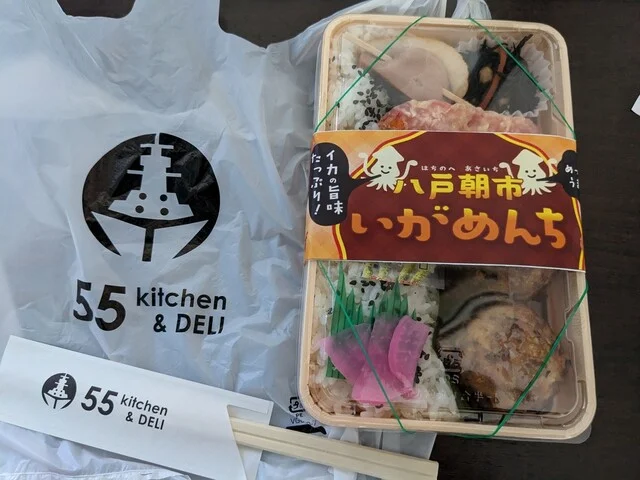 55 kitchen
& DELI
55 kitchen
& DELI
イカの旨味
たっぷり！
はちのへ あさいち
八戸朝市
いがめんち